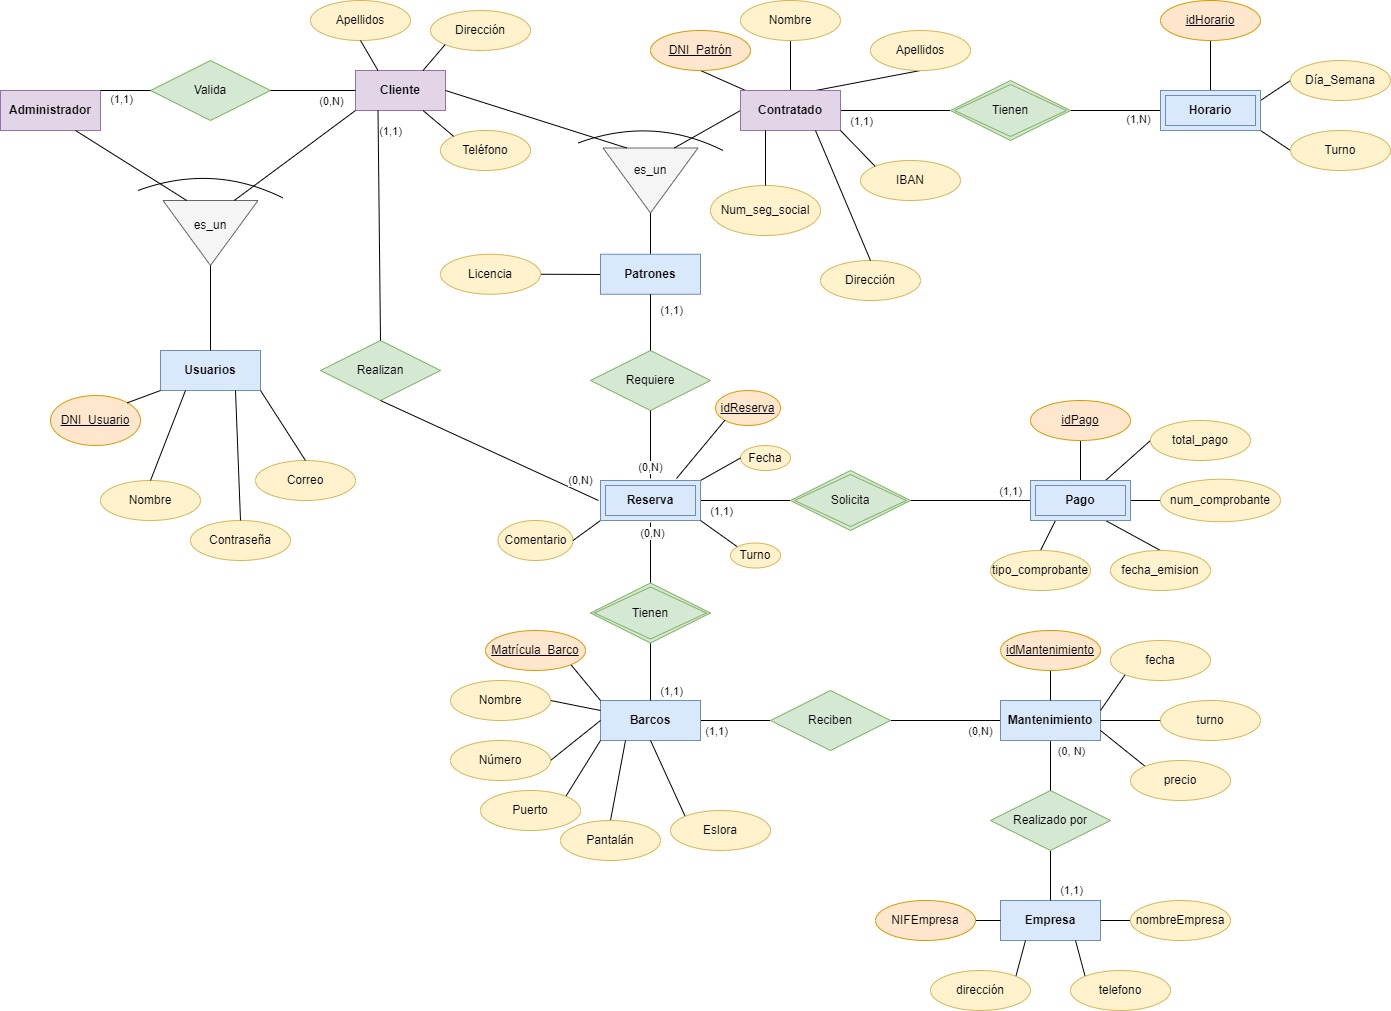 Apellidos
Nombre
idHorario
Dirección
DNI_Patrón
Apellidos
Día_Semana
Administrador
(1,1)
Valida
(0,N)
Cliente
Contratado
(1,1)
Tienen
(1,N)
Horario
(1,1)
Teléfono
Turno
es_un
IBAN
Num_seg_social
es_un
Licencia
Patrones
Dirección
(1,1)
Usuarios
Realizan
Requiere
DNI_Usuario
idReserva
idPago
total_pago
Nombre
Correo
Contraseña
Fecha
(0,N)
(0,N)
Reserva
(1,1)
Solicita
(1,1)
Pago
num_comprobante
Comentario
(0,N)
Turno
tipo_comprobante
fecha_emision
Tienen
Matrícula_Barco
idMantenimiento
fecha
Nombre
(1,1)
Barcos
(1,1)
Reciben
(0,N)
Mantenimiento
turno
Número
(0, N)
precio
Puerto
Pantalán
Eslora
Realizado por
(1,1)
NIFEmpresa
Empresa
nombreEmpresa
dirección
telefono